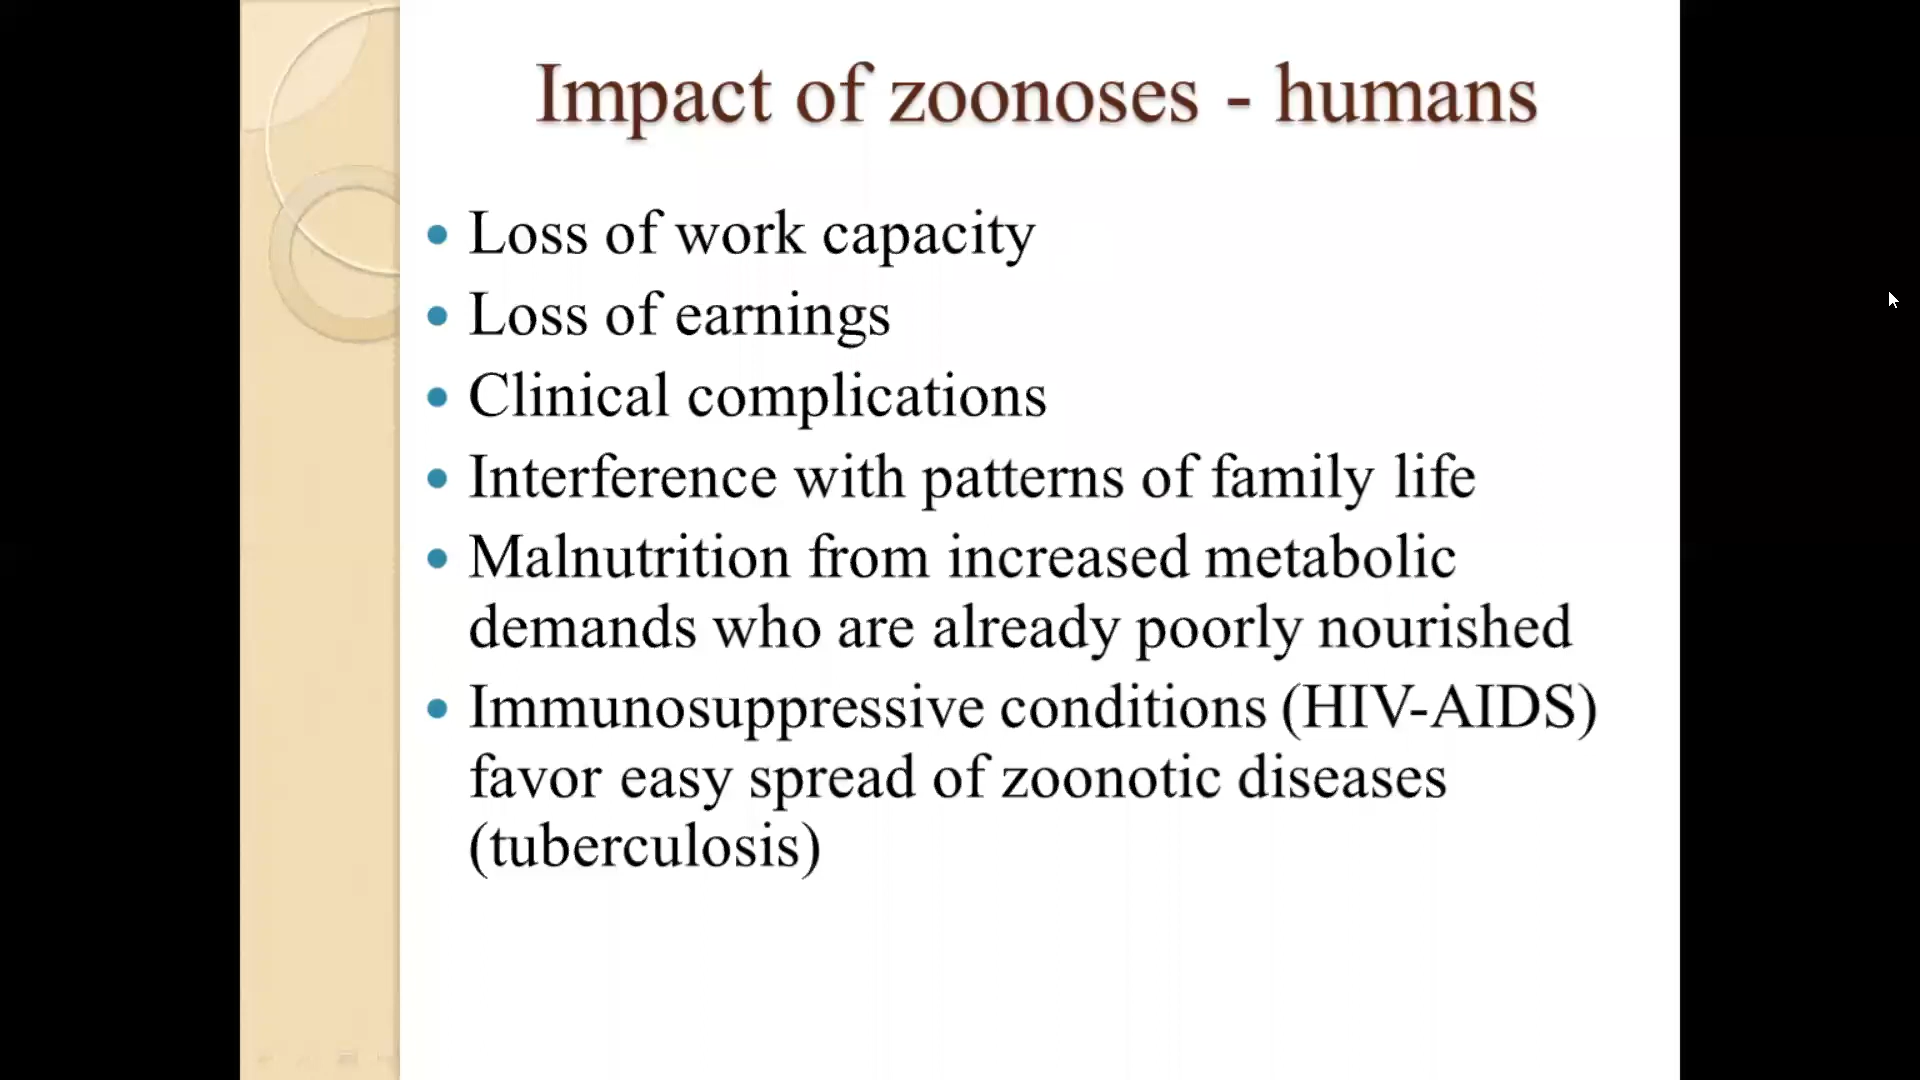 Impact of zoonoses - humans
• Loss of work capacity
• Loss of earnings
• Clinical complications
• Interference with patterns of family life
• Malnutrition from increased metabolic
demands who are already poorly nourished
• Immunosuppressive conditions (HIV-AIDS)
favor easy spread of zoonotic diseases
(tuberculosis)